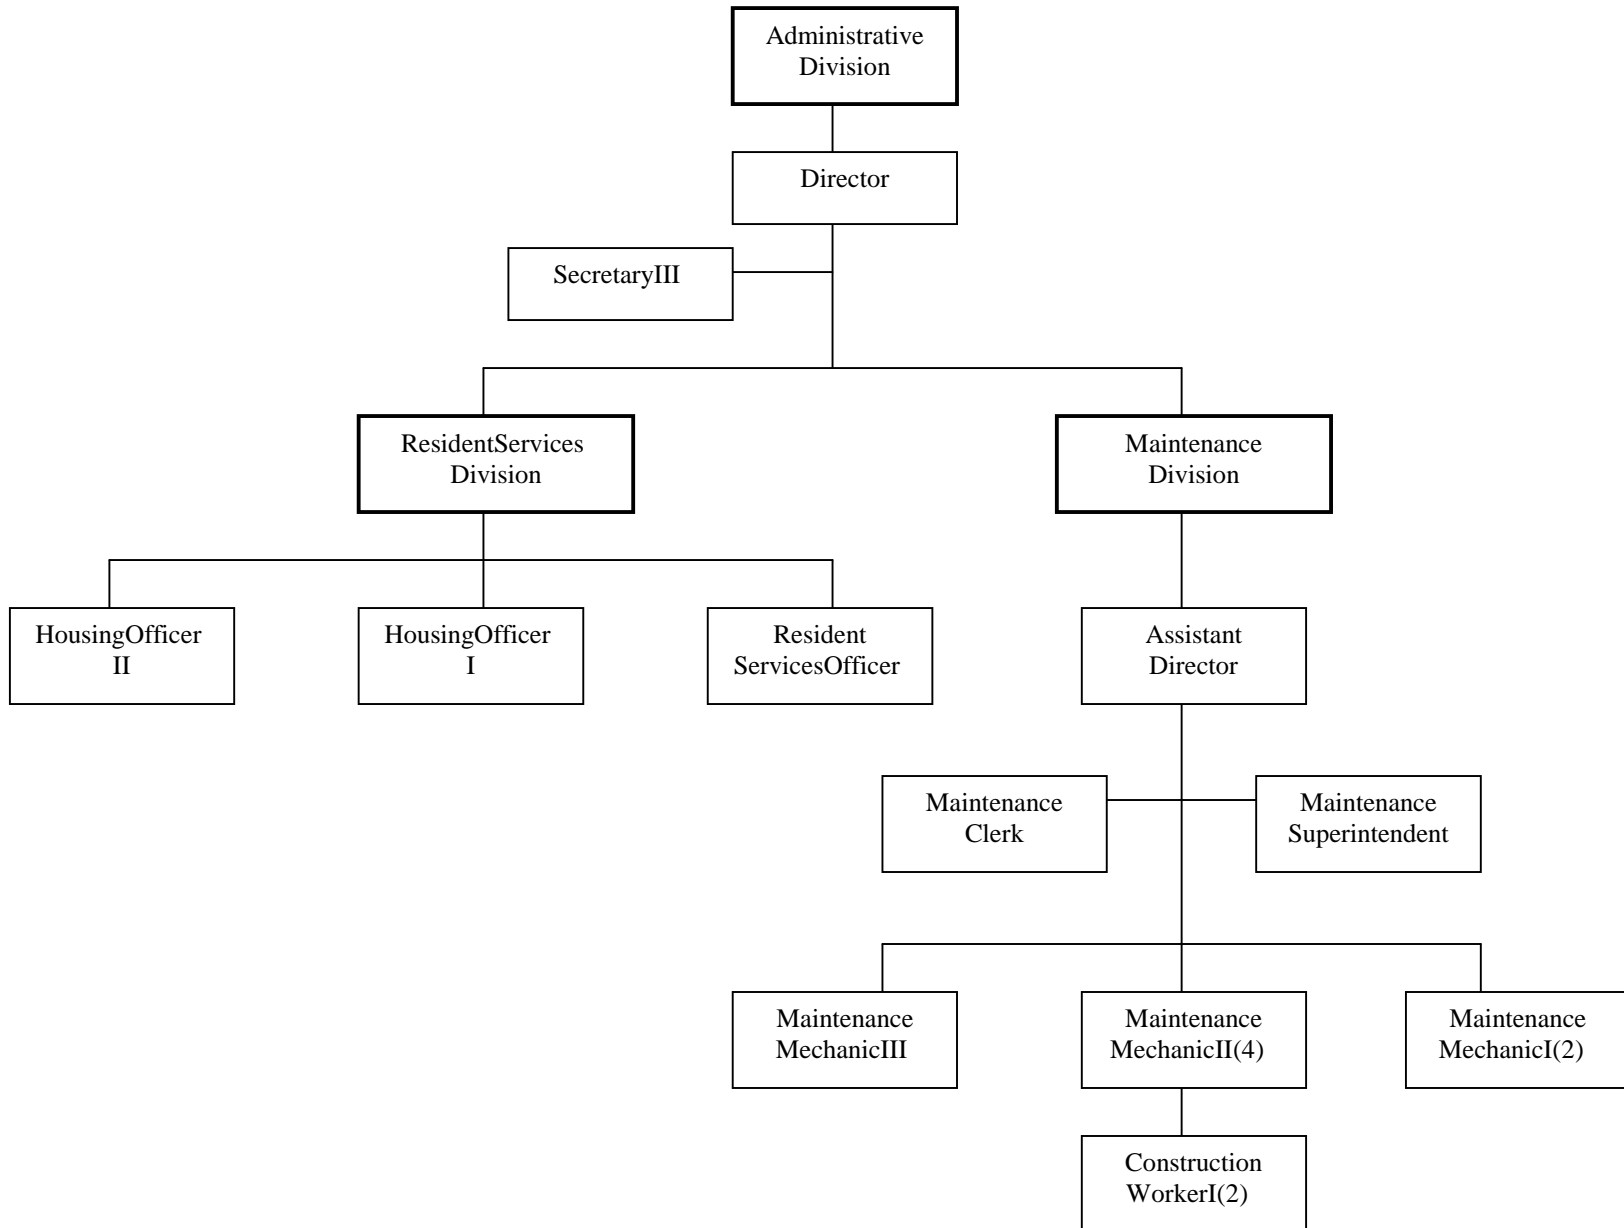 Administrative
Division
Director
SecretaryIII
ResidentServices
Division
Maintenance
Division
HousingOfficer
II
HousingOfficer
I
Resident
ServicesOfficer
Assistant
Director
Maintenance
Clerk
Maintenance
Superintendent
Maintenance
MechanicIII
Maintenance
MechanicII(4)
Maintenance
MechanicI(2)
Construction
WorkerI(2)